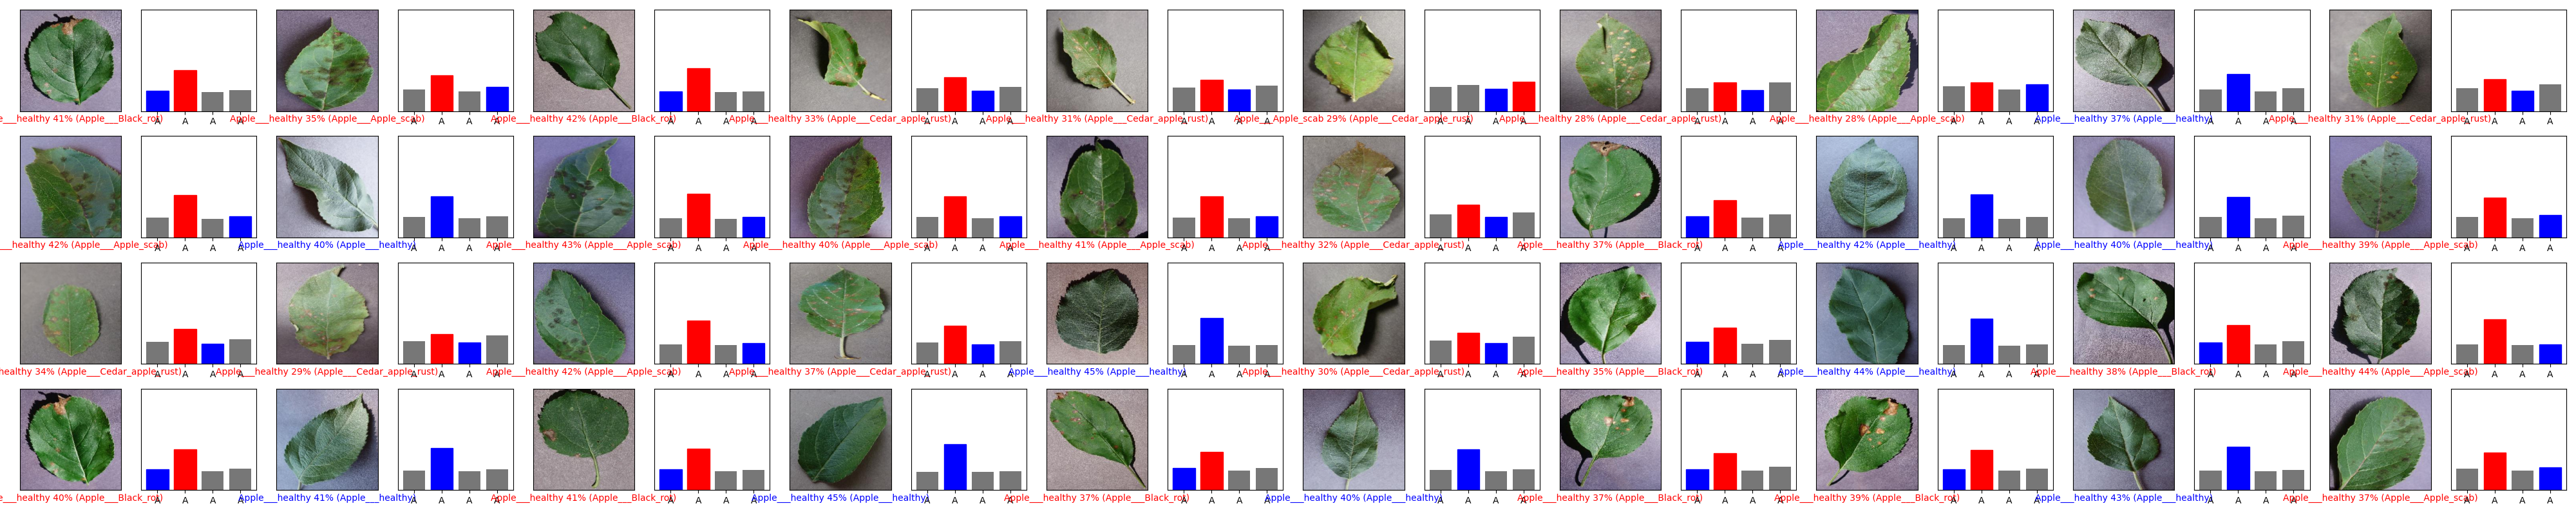 e___healthy 41% (Apple___Black_rot)
A A A A
Apple___healthy 35% (Apple___Apple_scab)
A A A A
Apple___healthy 42% (Apple___Black_rot)
A A A A
Apple___healthy 33% (Apple___Cedar_apple_rust)
A A A A
Apple___healthy 31% (Apple___Cedar_apple_rust)
A A A A
Apple___Apple_scab 29% (Apple___Cedar_apple_rust)
A A A A
Apple___healthy 28% (Apple___Cedar_apple_rust)
A A A A
Apple___healthy 28% (Apple___Apple_scab)
A A A A
Apple___healthy 37% (Apple___healthy)
A A A A
Apple___healthy 31% (Apple___Cedar_apple_rust)
A A A A
___healthy 42% (Apple___Apple_scab)
A A A A
Apple___healthy 40% (Apple___healthy)
A A A A
Apple___healthy 43% (Apple___Apple_scab)
A A A A
Apple___healthy 40% (Apple___Apple_scab)
A A A A
Apple___healthy 41% (Apple___Apple_scab)
A A A A
Apple___healthy 32% (Apple___Cedar_apple_rust)
A A A A
Apple___healthy 37% (Apple___Black_rot)
A A A A
Apple___healthy 42% (Apple___healthy)
A A A A
Apple___healthy 40% (Apple___healthy)
A A A A
Apple___healthy 39% (Apple___Apple_scab)
A A A A
healthy 34% (Apple___Cedar_apple_rust)
A A A A
Apple___healthy 29% (Apple___Cedar_apple_rust)
A A A A
Apple___healthy 42% (Apple___Apple_scab)
A A A A
Apple___healthy 37% (Apple___Cedar_apple_rust)
A A A A
Apple___healthy 45% (Apple___healthy)
A A A A
Apple___healthy 30% (Apple___Cedar_apple_rust)
A A A A
Apple___healthy 35% (Apple___Black_rot)
A A A A
Apple___healthy 44% (Apple___healthy)
A A A A
Apple___healthy 38% (Apple___Black_rot)
A A A A
Apple___healthy 44% (Apple___Apple_scab)
A A A A
e___healthy 40% (Apple___Black_rot)
A A A A
Apple___healthy 41% (Apple___healthy)
A A A A
Apple___healthy 41% (Apple___Black_rot)
A A A A
Apple___healthy 45% (Apple___healthy)
A A A A
Apple___healthy 37% (Apple___Black_rot)
A A A A
Apple___healthy 40% (Apple___healthy)
A A A A
Apple___healthy 37% (Apple___Black_rot)
A A A A
Apple___healthy 39% (Apple___Black_rot)
A A A A
Apple___healthy 43% (Apple___healthy)
A A A A
Apple___healthy 37% (Apple___Apple_scab)
A A A A